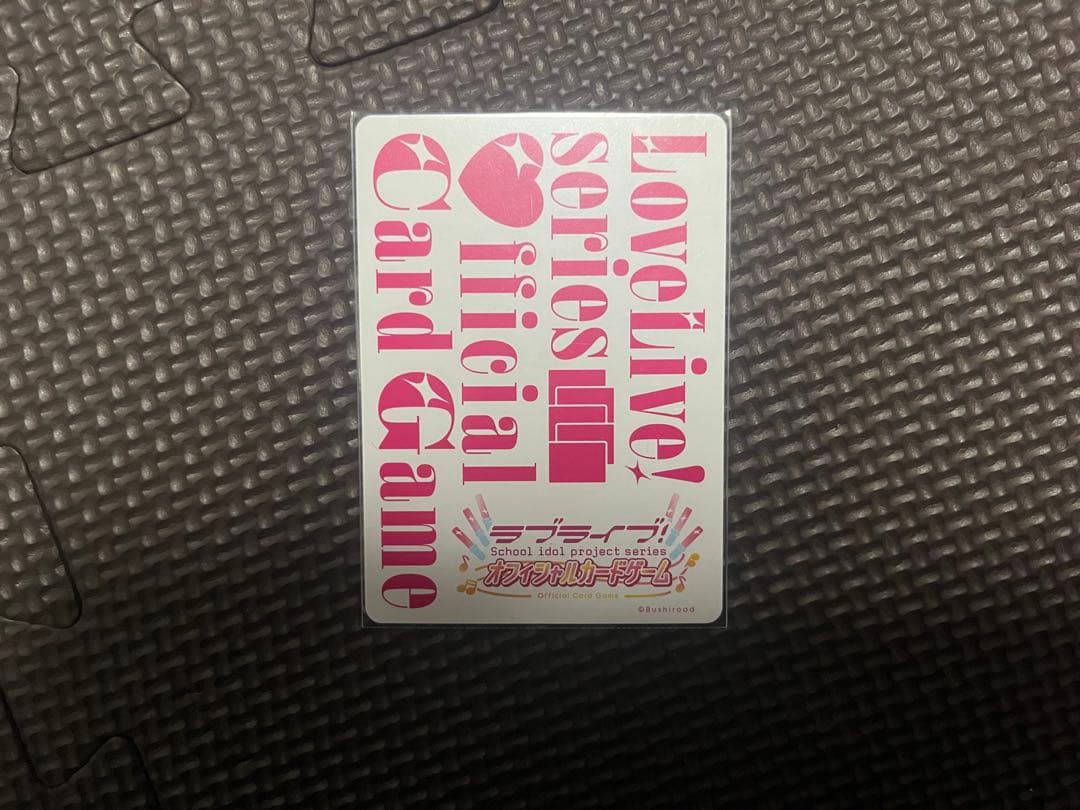 LoveLive!
series
Official
Card Game
ラブライブ!
School idol project series
オフィシャルカードゲーム
Official Card Game
©Bushiroad